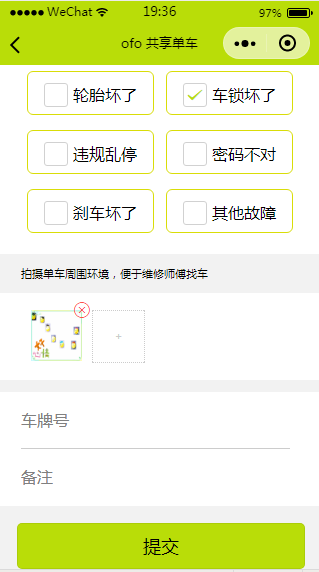 WeChat 19:36 97%
ofo 共享单车
轮胎坏了 车锁坏了
违规乱停 密码不对
刹车坏了 其他故障
拍摄单车周围环境，便于维修师傅找车
+
车牌号
备注
提交